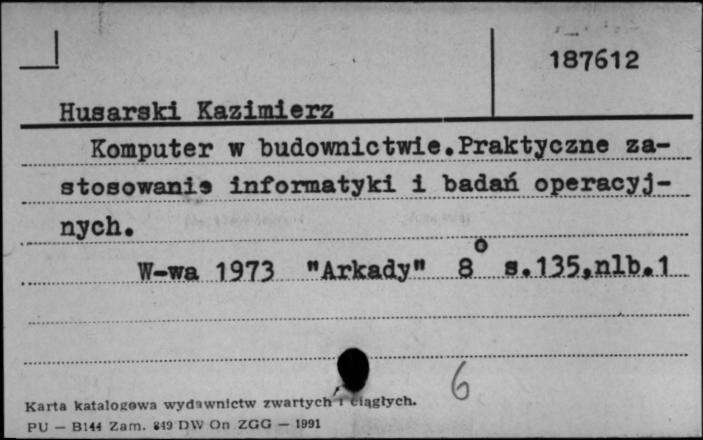 187612
Husarski Kazimierz
Komputer w budownictwie.Praktyczne za-
stosowanie informatyki i badań operacyj-
nych.
W-wa 1973 "Arkady" 8° s.135,nlb.1
6
Karta katalogowa wydawnictw zwartych i ciągłych.
PU — B144 Zam. 849 DW On ZGG — 1991